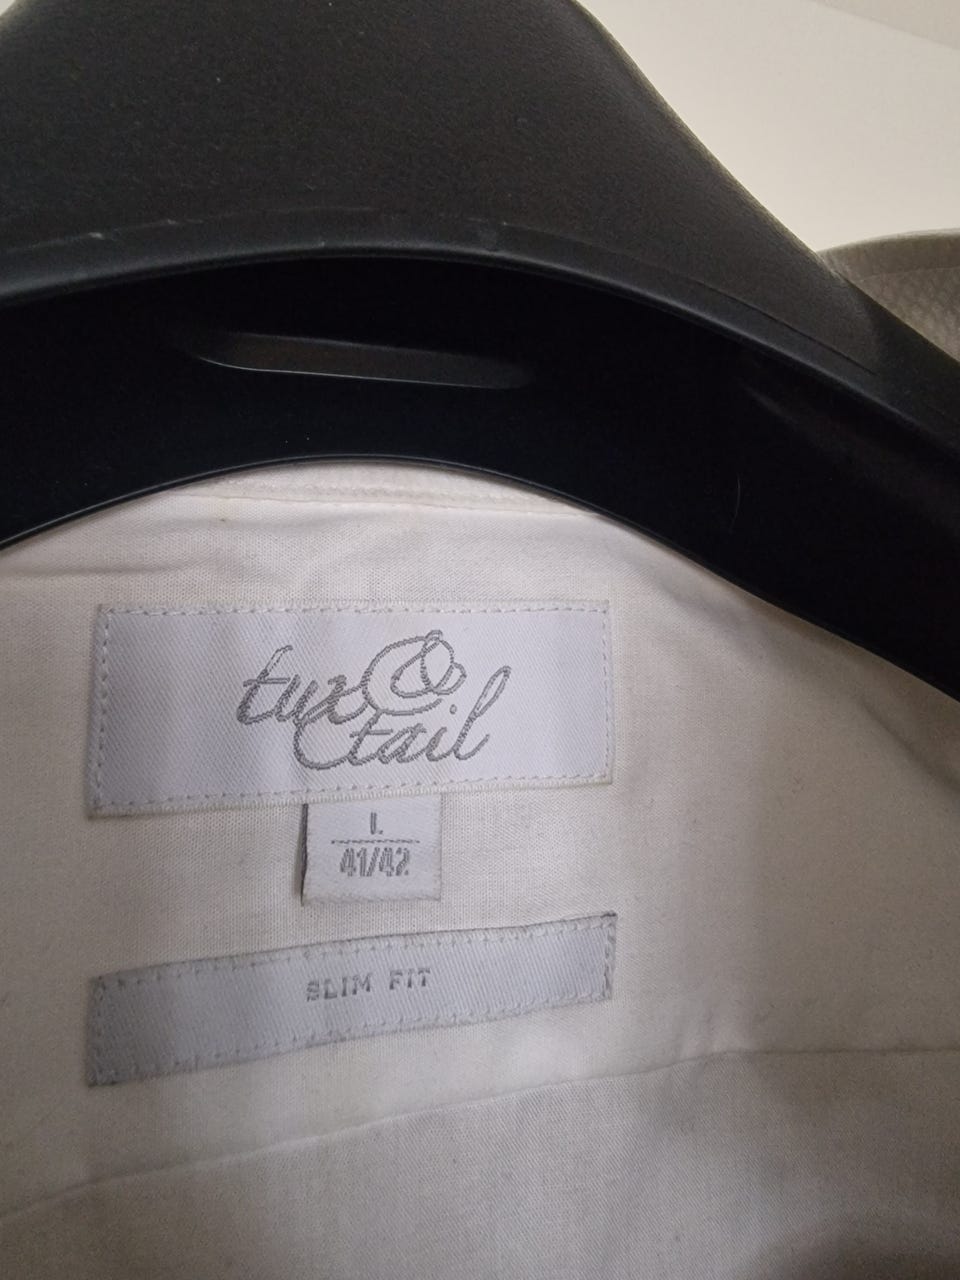 tux &
tail
L
41/42
SLIM FIT